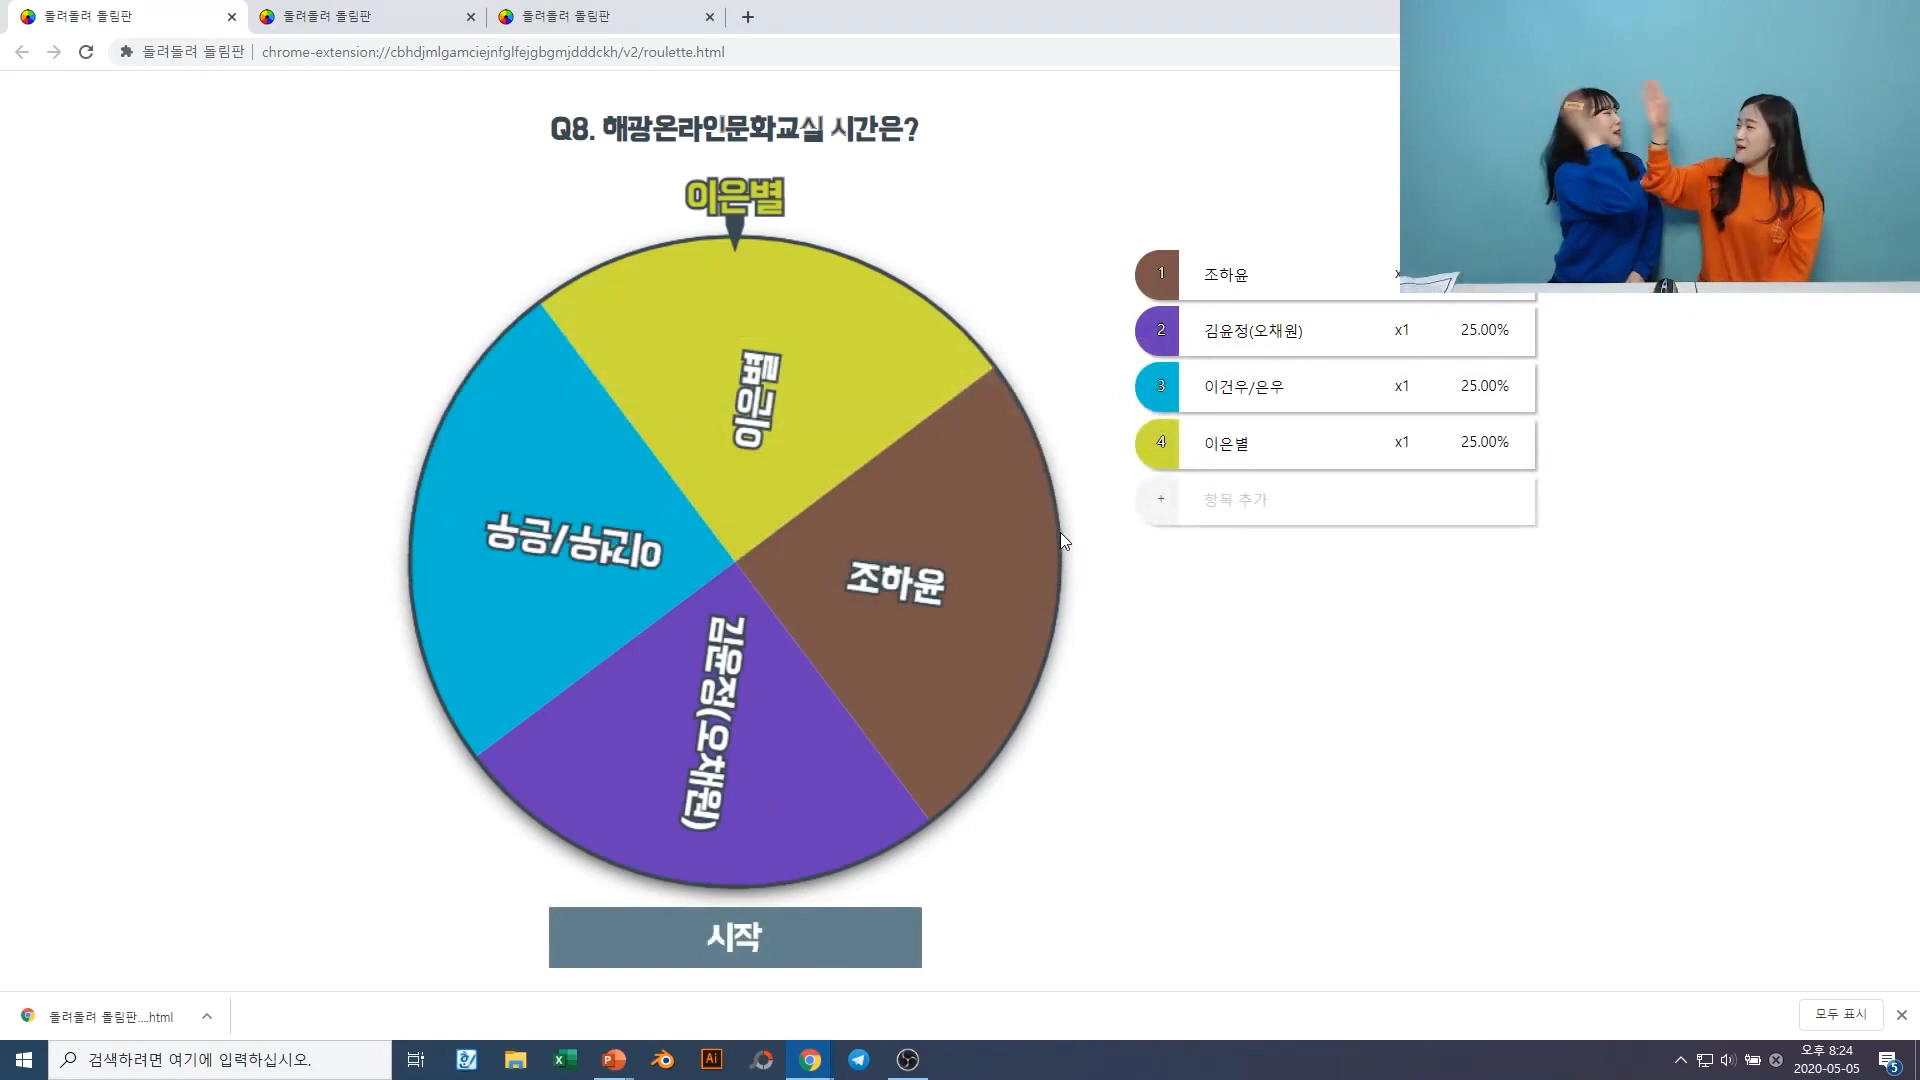 돌려돌려 돌림판
돌려돌려 돌림판
돌려돌려 돌림판
돌려돌려 돌림판 | chrome-extension://cbhdjmlgamciejnfglfejgbgmjdddckh/v2/roulette.html
Q8. 해광온라인문화교실 시간은?
이은별
이은별
이건우/은우
조하윤
김윤정(오채원)
시작
1 조하윤
2 김윤정(오채원) x1 25.00%
3 이건우/은우 x1 25.00%
4 이은별 x1 25.00%
+ 항목 추가
돌려돌려 돌림판....html
모두 표시
검색하려면 여기에 입력하십시오.
Ai
오후 8:24
2020-05-05
5